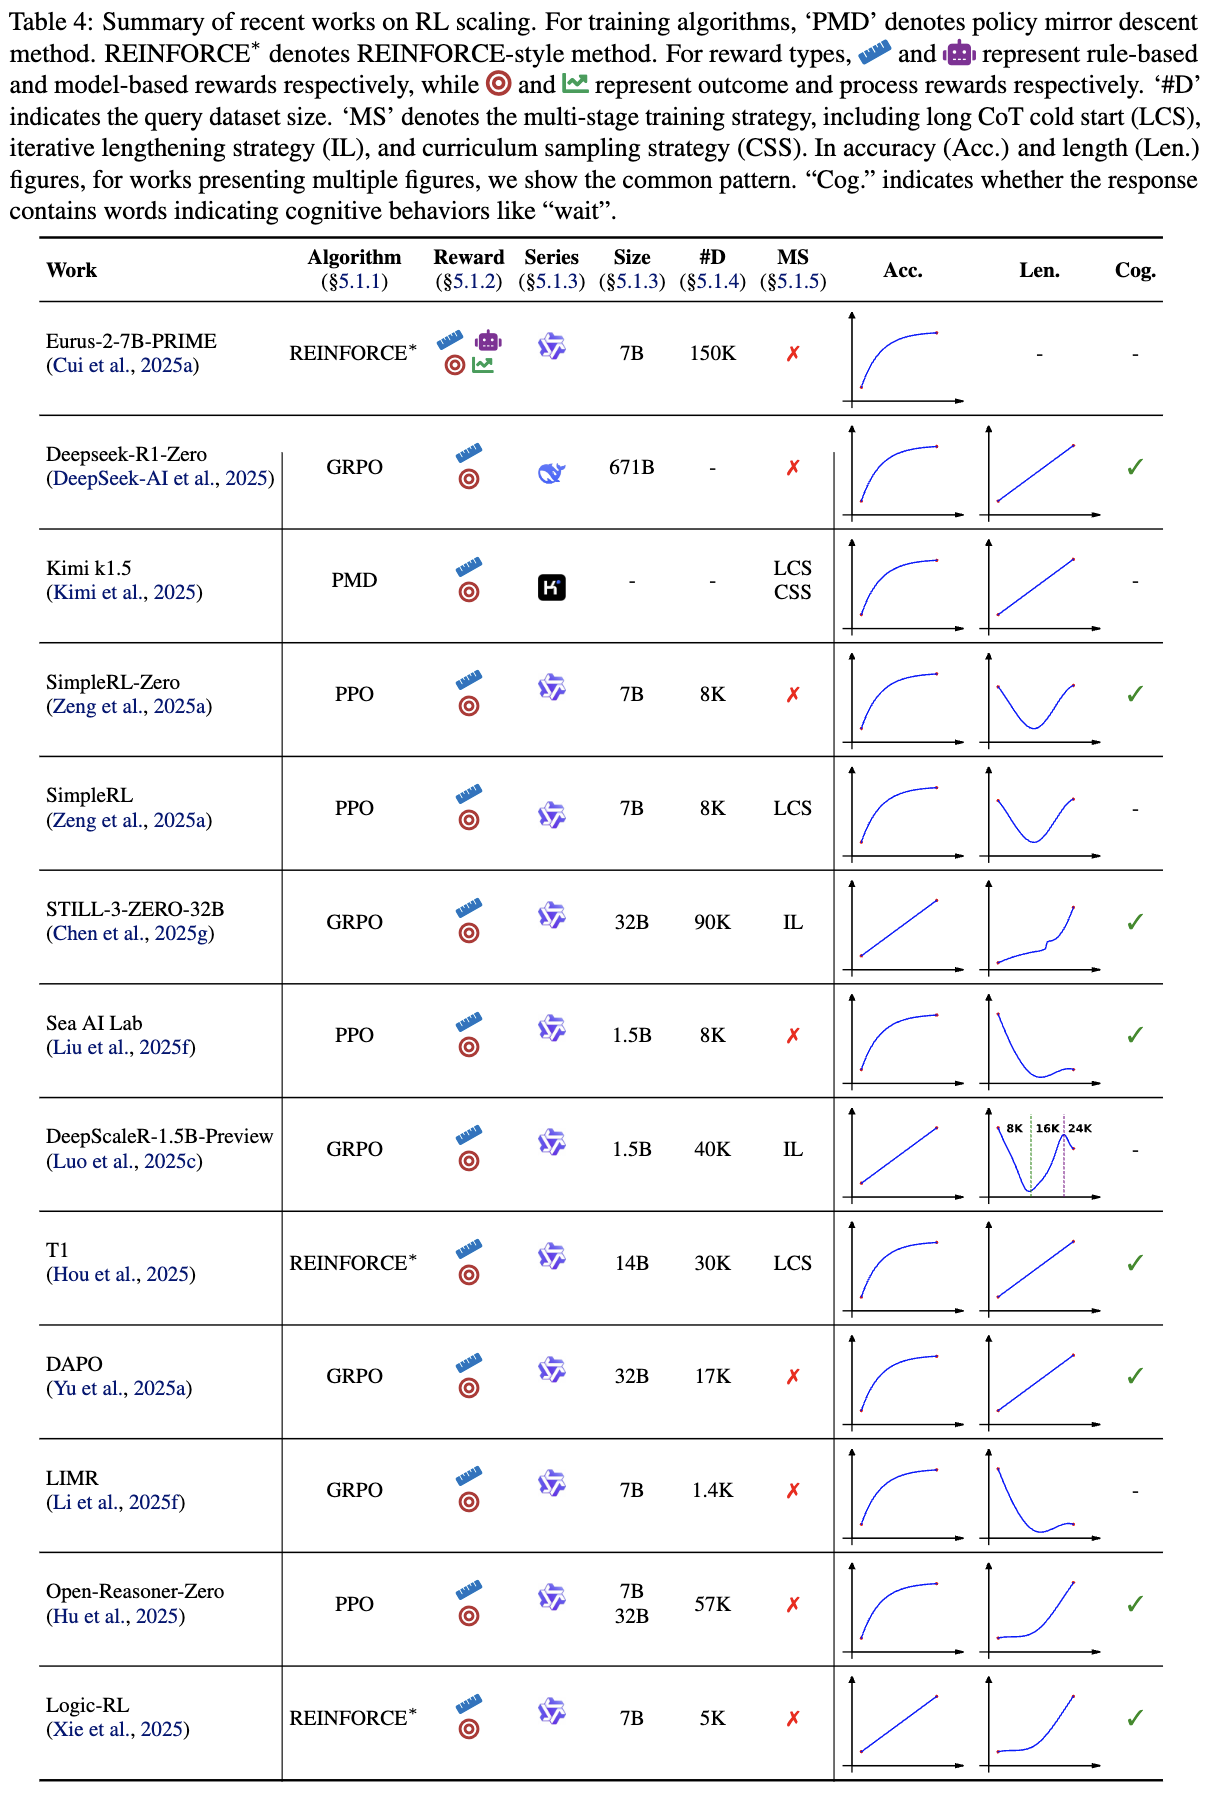 Table 4: Summary of recent works on RL scaling. For training algorithms, ‘PMD’ denotes policy mirror descent
method. REINFORCE* denotes REINFORCE-style method. For reward types, and represent rule-based
and model-based rewards respectively, while and represent outcome and process rewards respectively. ‘#D’
indicates the query dataset size. ‘MS’ denotes the multi-stage training strategy, including long CoT cold start (LCS),
iterative lengthening strategy (IL), and curriculum sampling strategy (CSS). In accuracy (Acc.) and length (Len.)
figures, for works presenting multiple figures, we show the common pattern. “Cog.” indicates whether the response
contains words indicating cognitive behaviors like “wait”.
Work Algorithm (§5.1.1) Reward (§5.1.2) Series (§5.1.3) Size (§5.1.3) #D (§5.1.4) MS (§5.1.5) Acc. Len. Cog.
Eurus-2-7B-PRIME
(Cui et al., 2025a) REINFORCE* 7B 150K ✗ - -
Deepseek-R1-Zero
(DeepSeek-AI et al., 2025) GRPO 671B - ✗ ✓
Kimi k1.5
(Kimi et al., 2025) PMD K - - LCS CSS -
SimpleRL-Zero
(Zeng et al., 2025a) PPO 7B 8K ✗ ✓
SimpleRL
(Zeng et al., 2025a) PPO 7B 8K LCS -
STILL-3-ZERO-32B
(Chen et al., 2025g) GRPO 32B 90K IL ✓
Sea AI Lab
(Liu et al., 2025f) PPO 1.5B 8K ✗ ✓
DeepScaleR-1.5B-Preview
(Luo et al., 2025c) GRPO 1.5B 40K IL 8K 16K 24K -
T1
(Hou et al., 2025) REINFORCE* 14B 30K LCS ✓
DAPO
(Yu et al., 2025a) GRPO 32B 17K ✗ ✓
LIMR
(Li et al., 2025f) GRPO 7B 1.4K ✗ -
Open-Reasoner-Zero
(Hu et al., 2025) PPO 7B 32B 57K ✗ ✓
Logic-RL
(Xie et al., 2025) REINFORCE* 7B 5K ✗ ✓